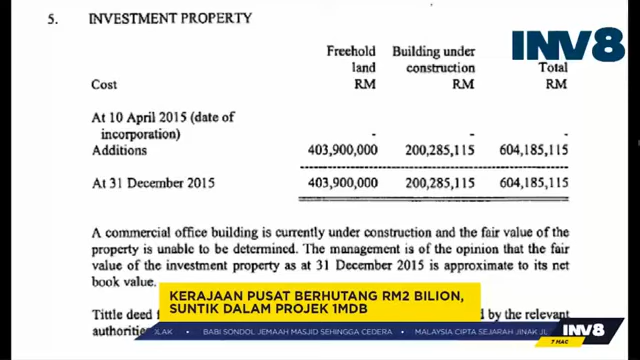 5. INVESTMENT PROPERTY
INV8
Freehold Building under
land construction Total
Cost RM RM RM
At 10 April 2015 (date of
incorporation) - - -
Additions 403,900,000 200,285,115 604,185,115
At 31 December 2015 403,900,000 200,285,115 604,185,115
A commercial office building is currently under construction and the fair value of the
property is unable to be determined. The management is of the opinion that the fair
value of the investment property as at 31 December 2015 is approximate to its net
book value.
Tittle deed by the relevant
authorities
KERAJAAN PUSAT BERHUTANG RM2 BILION,
SUNTIK DALAM PROJEK 1MDB
BABI SONDOL JEMAAH MASJID SEHINGGA CEDERA • MALAYSIA CIPTA SEJARAH JINAK
INV8
7 MAC